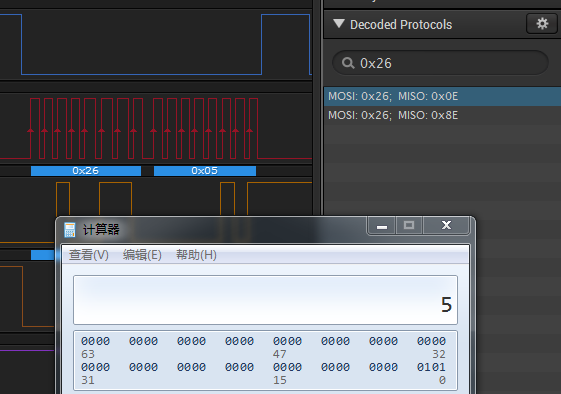 Decoded Protocols
0x26
MOSI: 0x26; MISO: 0x0E
MOSI: 0x26; MISO: 0x8E
0x26 0x05
计算器
查看(V) 编辑(E) 帮助(H)
5
0000 0000 0000 0000 0000 0000 0000 0000
63 47 32
0000 0000 0000 0000 0000 0000 0000 0101
31 15 0